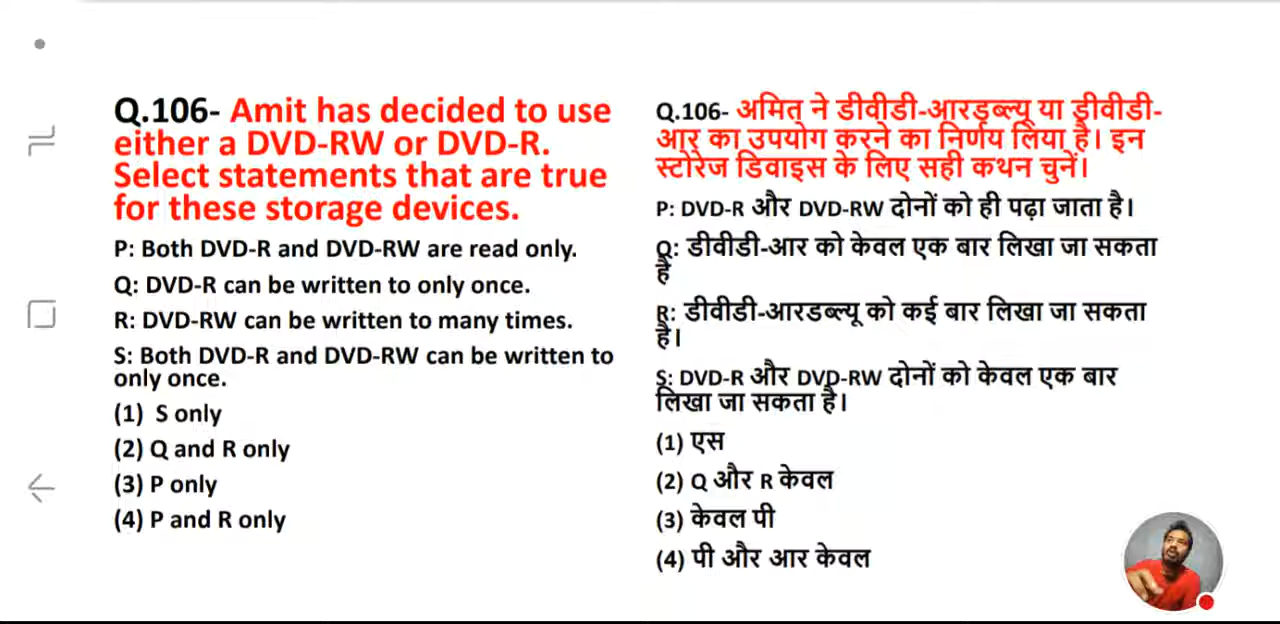 Q.106- Amit has decided to use
either a DVD-RW or DVD-R.
Select statements that are true
for these storage devices.
P: Both DVD-R and DVD-RW are read only.
Q: DVD-R can be written to only once.
R: DVD-RW can be written to many times.
S: Both DVD-R and DVD-RW can be written to
only once.
(1) S only
(2) Q and R only
(3) P only
(4) P and R only
Q.106- अमित ने डीवीडी-आरडब्ल्यू या डीवीडी-
आर का उपयोग करने का निर्णय लिया है। इन
स्टोरेज डिवाइस के लिए सही कथन चुनें।
P: DVD-R और DVD-RW दोनों को ही पढ़ा जाता है।
Q: डीवीडी-आर को केवल एक बार लिखा जा सकता
है
R: डीवीडी-आरडब्ल्यू को कई बार लिखा जा सकता
है।
S: DVD-R और DVD-RW दोनों को केवल एक बार
लिखा जा सकता है।
(1) एस
(2) Q और R केवल
(3) केवल पी
(4) पी और आर केवल